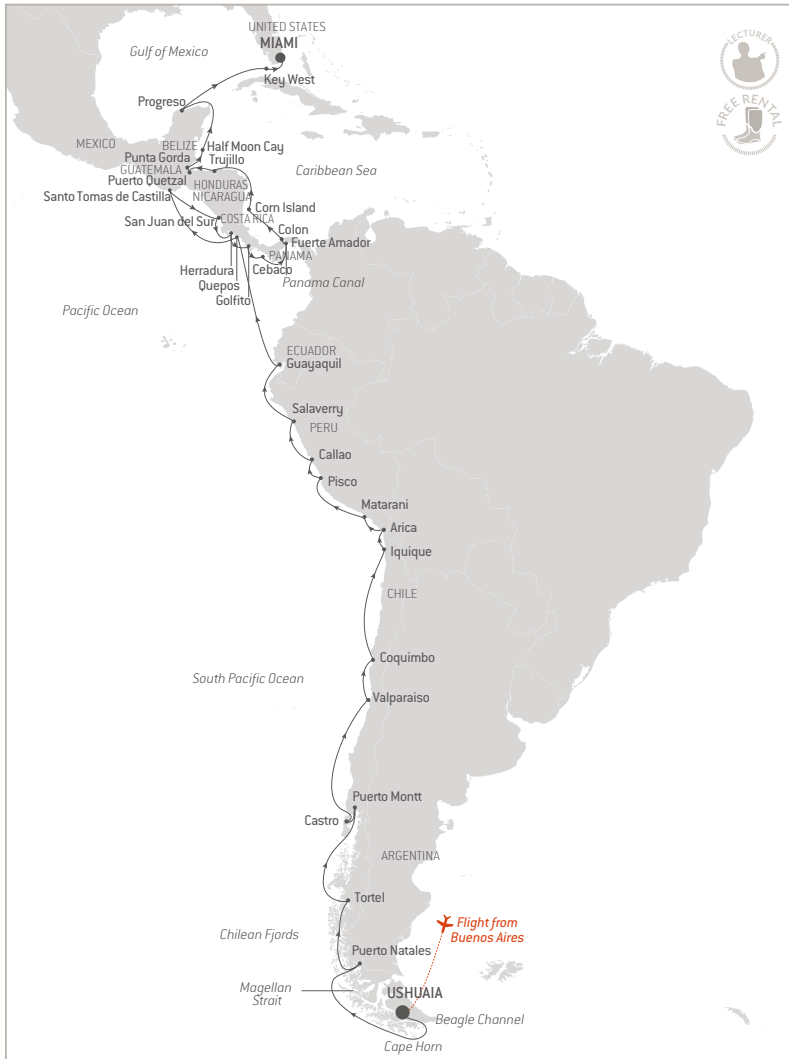 UNITED STATES
MIAMI
Gulf of Mexico
Key West
Progreso
LECTURER
FREE RENTAL
MEXICO
BELIZE
Half Moon Cay
Punta Gorda
Trujillo
GUATEMALA
Caribbean Sea
Puerto Quetzal
HONDURAS
Santo Tomas de Castilla
NICARAGUA
Corn Island
San Juan del Sur
COSTA RICA
Colon
Fuerte Amador
PANAMA
Herradura
Cebaco
Quepos
Panama Canal
Golfito
Pacific Ocean
ECUADOR
Guayaquil
Salaverry
PERU
Callao
Pisco
Matarani
Arica
Iquique
CHILE
Coquimbo
South Pacific Ocean
Valparaiso
Puerto Montt
Castro
ARGENTINA
Tortel
Flight from
Buenos Aires
Chilean Fjords
Puerto Natales
Magellan
Strait
USHUAIA
Beagle Channel
Cape Horn